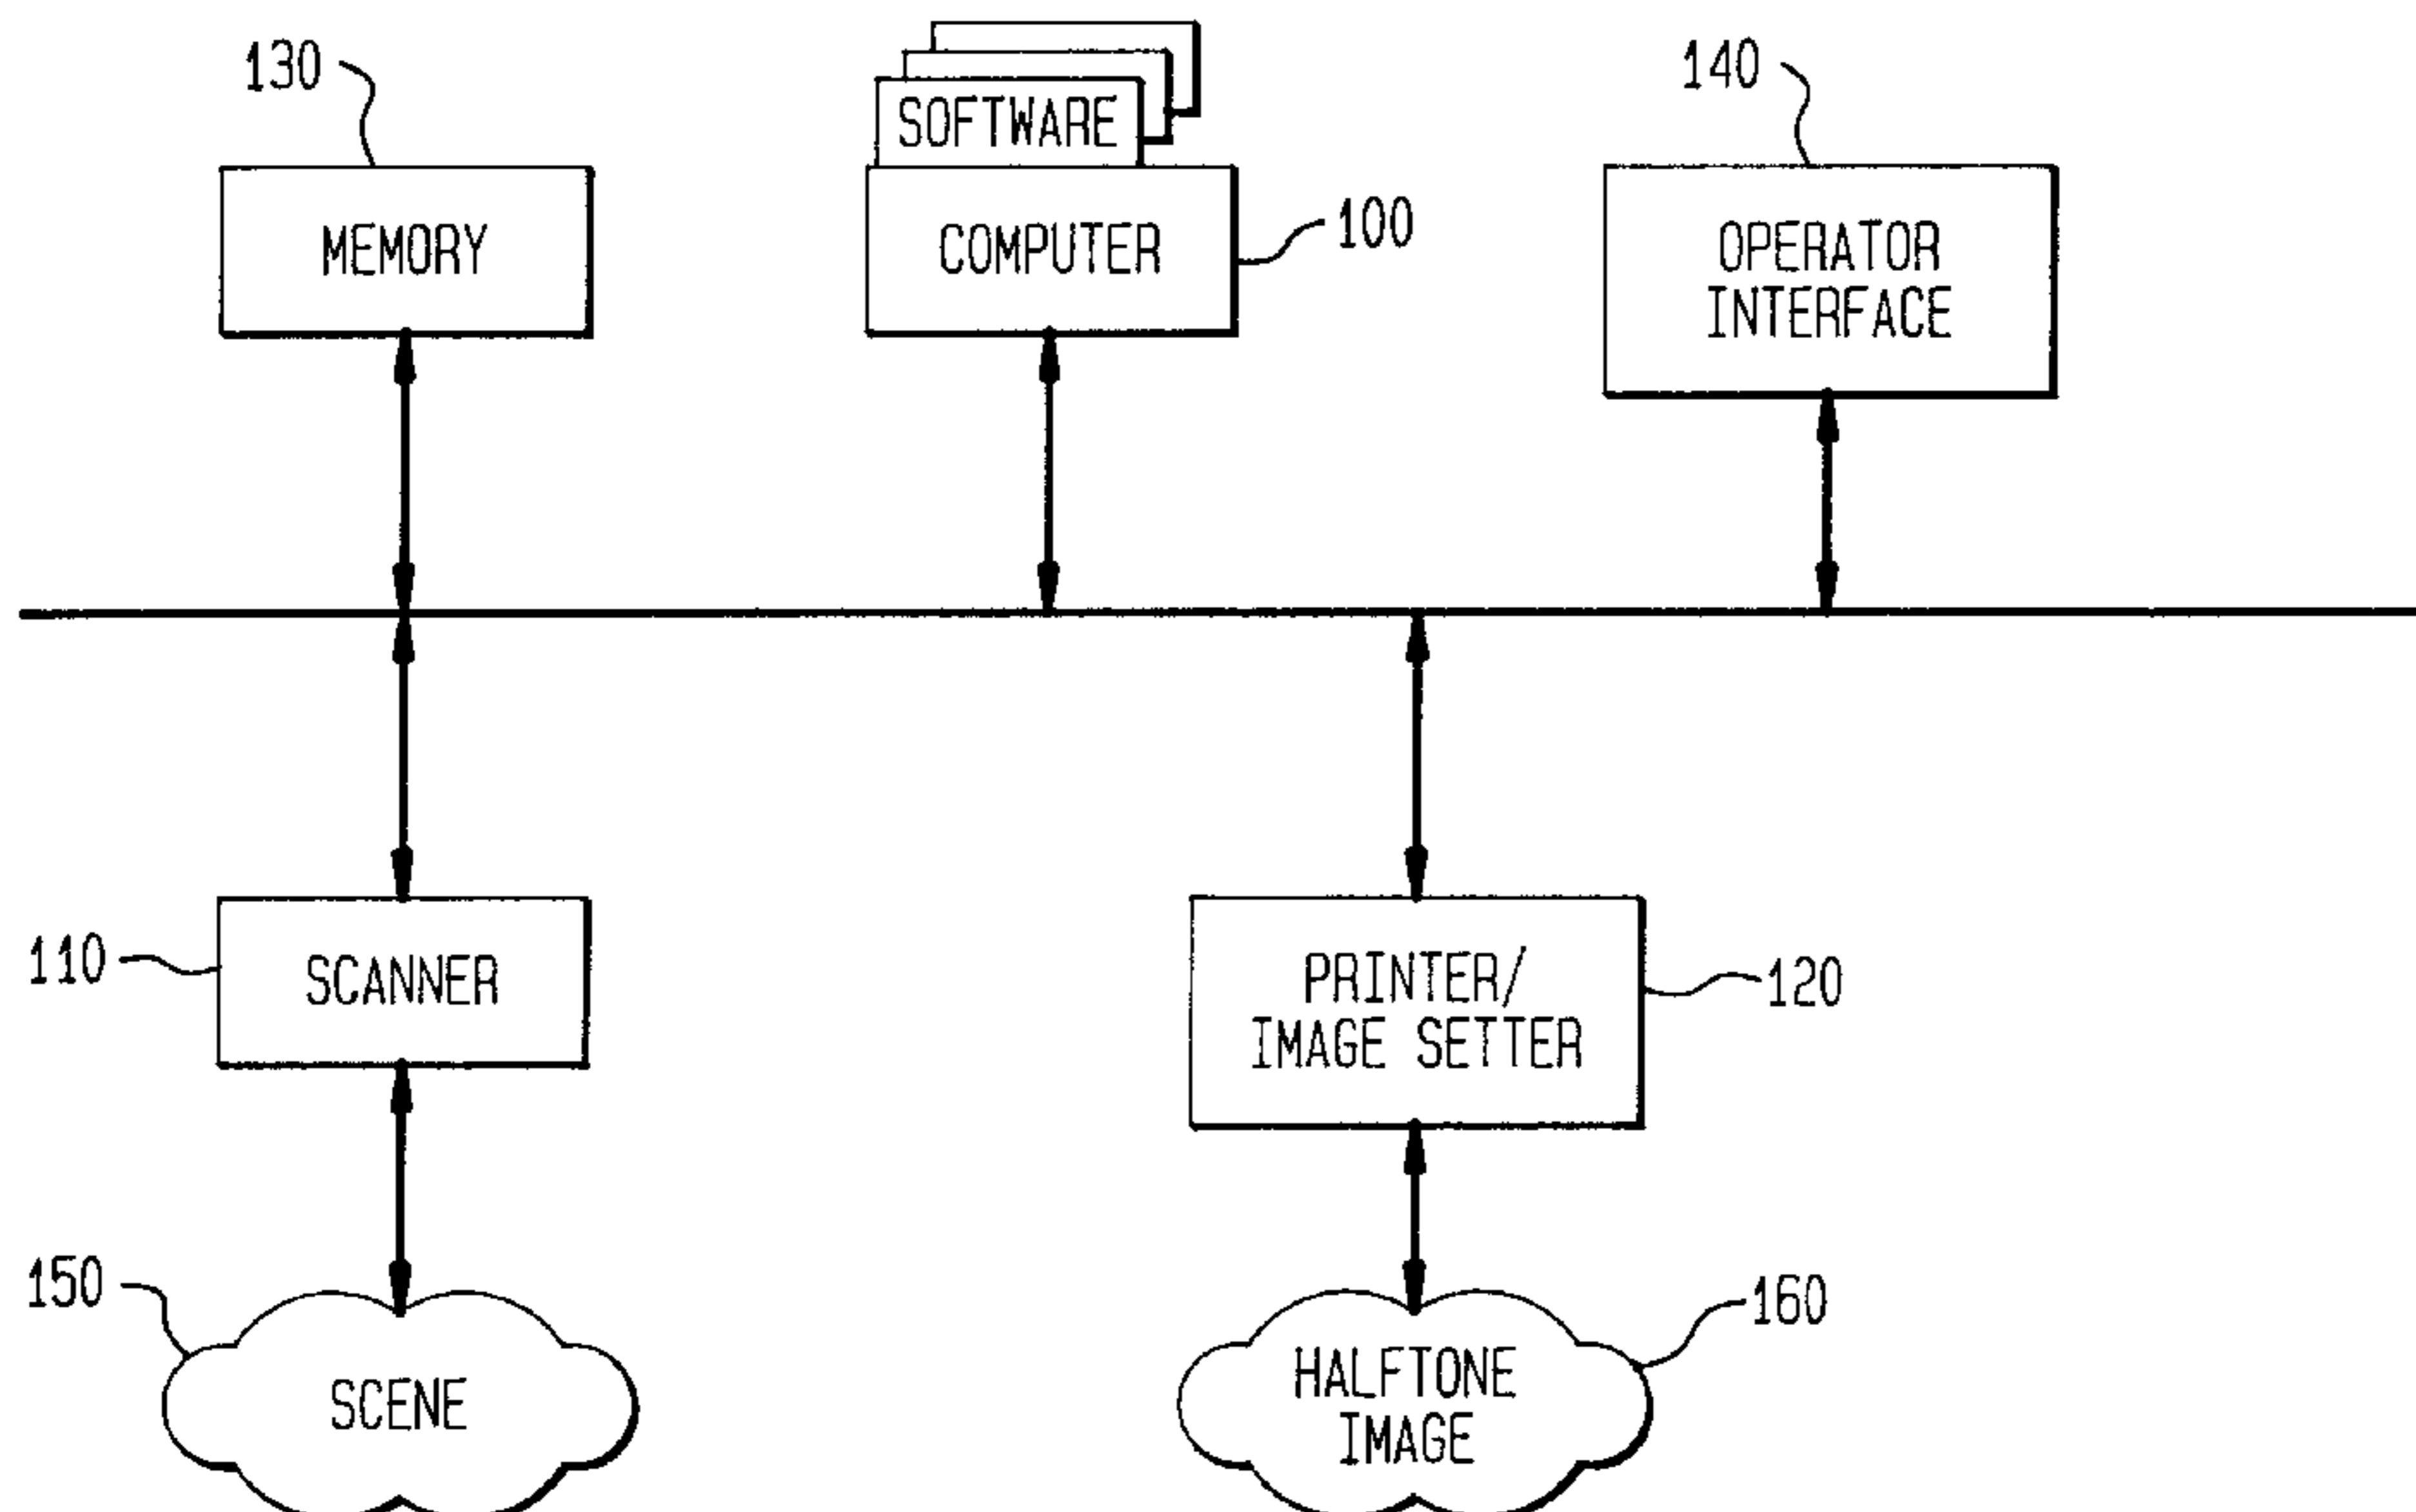 130
SOFTWARE
140
MEMORY
COMPUTER
100
OPERATOR
INTERFACE
110
SCANNER
PRINTER/
IMAGE SETTER
120
150
SCENE
HALFTONE
IMAGE
160